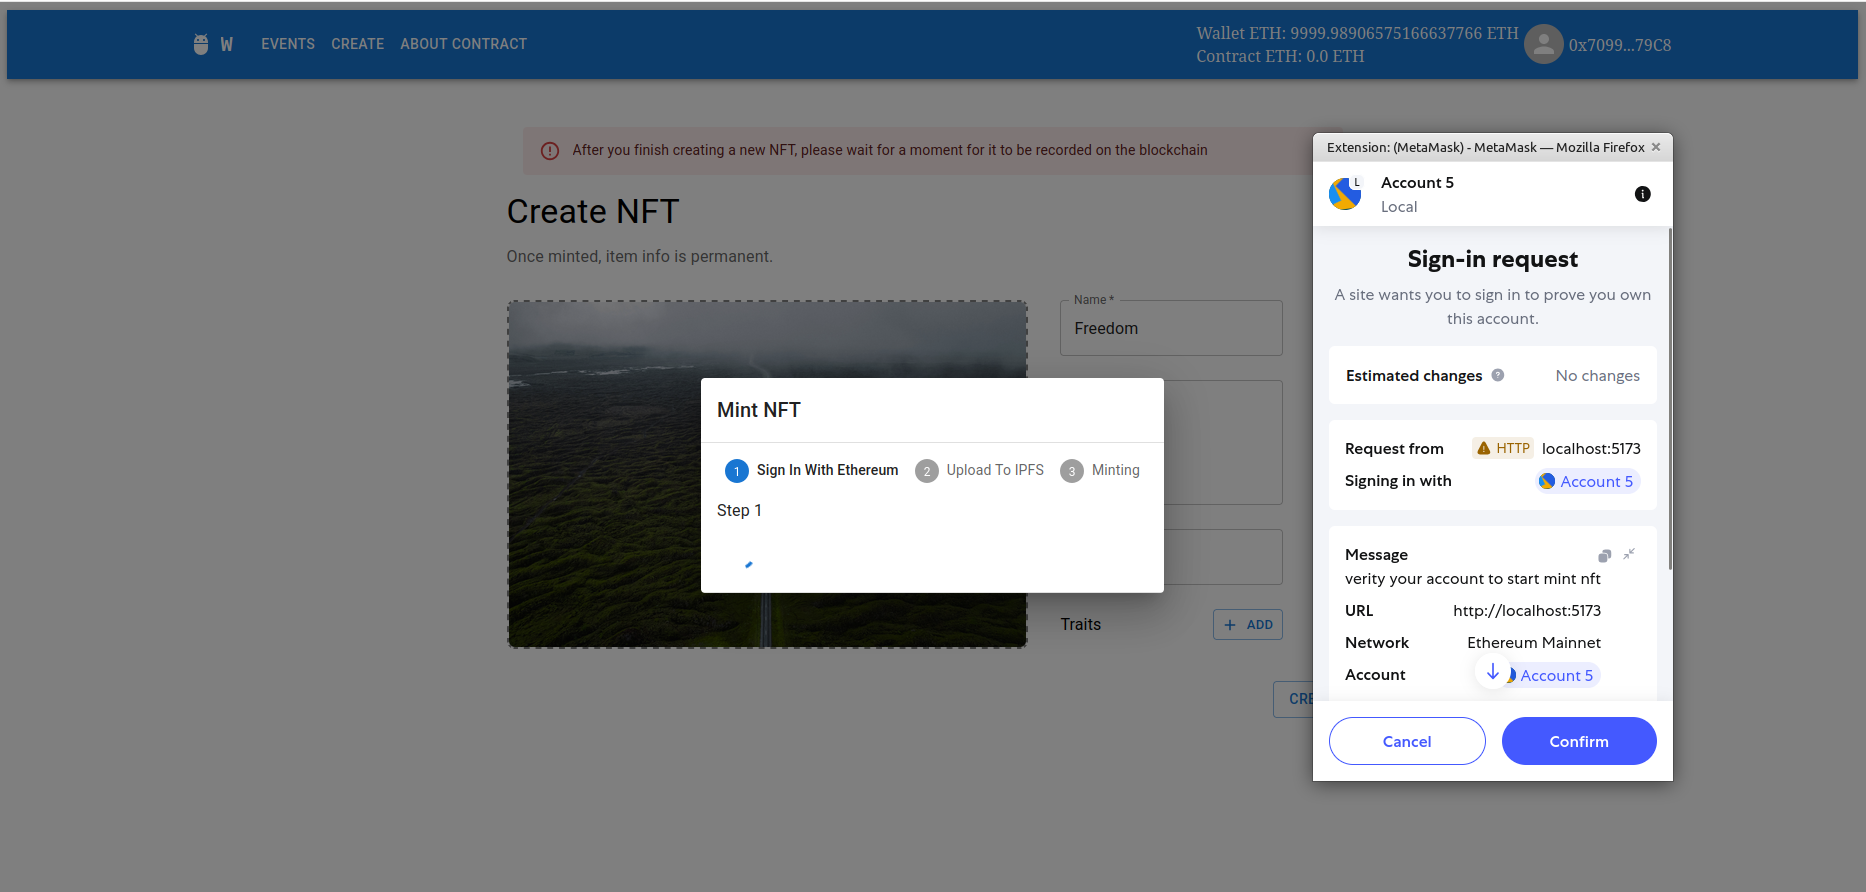 W EVENTS CREATE ABOUT CONTRACT
Wallet ETH: 9999.98906575166637766 ETH
Contract ETH: 0.0 ETH
0x7099...79C8
After you finish creating a new NFT, please wait for a moment for it to be recorded on the blockchain
Create NFT
Once minted, item info is permanent.
Name *
Freedom
Mint NFT
1 Sign In With Ethereum 2 Upload To IPFS 3 Minting
Step 1
Traits
+ ADD
CRE
Extension: (MetaMask) - MetaMask — Mozilla Firefox ×
L
Account 5
Local
Sign-in request
A site wants you to sign in to prove you own
this account.
Estimated changes ? No changes
Request from HTTP localhost:5173
Signing in with Account 5
Message
verity your account to start mint nft
URL http://localhost:5173
Network Ethereum Mainnet
Account Account 5
Cancel Confirm